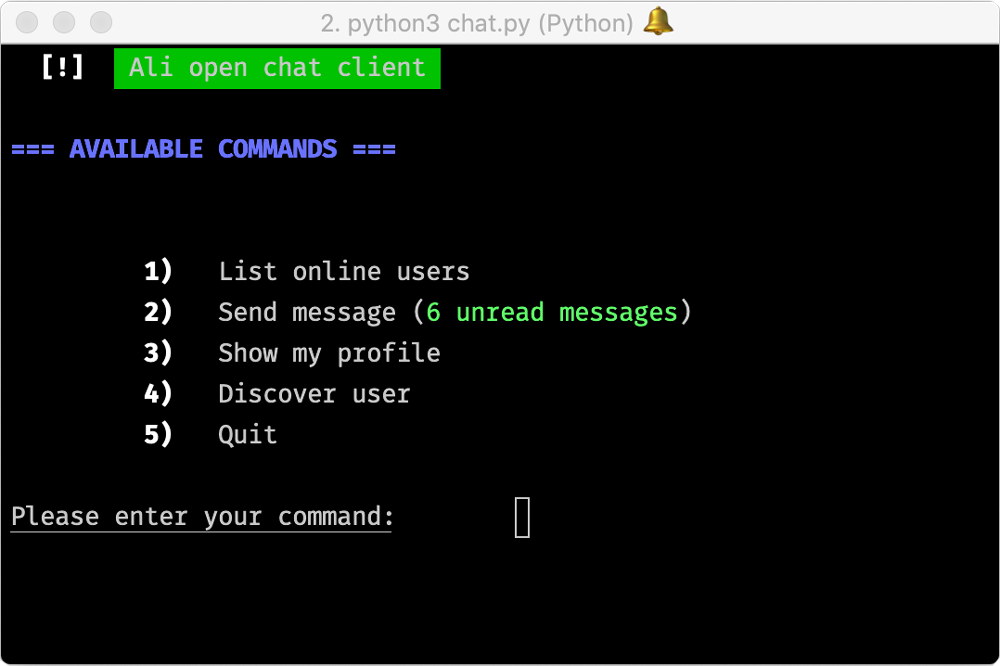 2. python3 chat.py (Python) 🔔
[!] Ali open chat client
=== AVAILABLE COMMANDS ===
1) List online users
2) Send message (6 unread messages)
3) Show my profile
4) Discover user
5) Quit
Please enter your command: